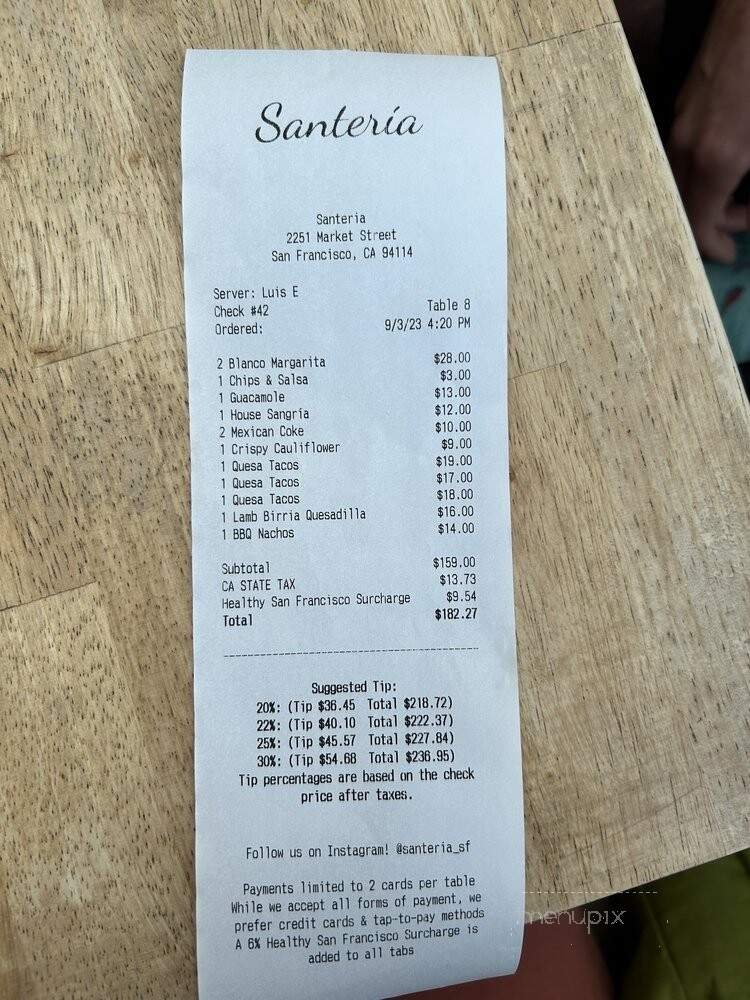 Santería
Santeria
2251 Market Street
San Francisco, CA 94114
Server: Luis E
Check #42 Table 8
Ordered: 9/3/23 4:20 PM
2 Blanco Margarita $28.00
1 Chips & Salsa $3.00
1 Guacamole $13.00
1 House Sangria $12.00
2 Mexican Coke $10.00
1 Crispy Cauliflower $9.00
1 Quesa Tacos $19.00
1 Quesa Tacos $17.00
1 Quesa Tacos $18.00
1 Lamb Birria Quesadilla $16.00
1 BBQ Nachos $14.00
Subtotal $159.00
CA STATE TAX $13.73
Healthy San Francisco Surcharge $9.54
Total $182.27
Suggested Tip:
20%: (Tip $36.45 Total $218.72)
22%: (Tip $40.10 Total $222.37)
25%: (Tip $45.57 Total $227.84)
30%: (Tip $54.68 Total $236.95)
Tip percentages are based on the check
price after taxes.
Follow us on Instagram! @santeria_sf
Payments limited to 2 cards per table
While we accept all forms of payment, we
prefer credit cards & tap-to-pay methods
A 6% Healthy San Francisco Surcharge is
added to all tabs
menupix